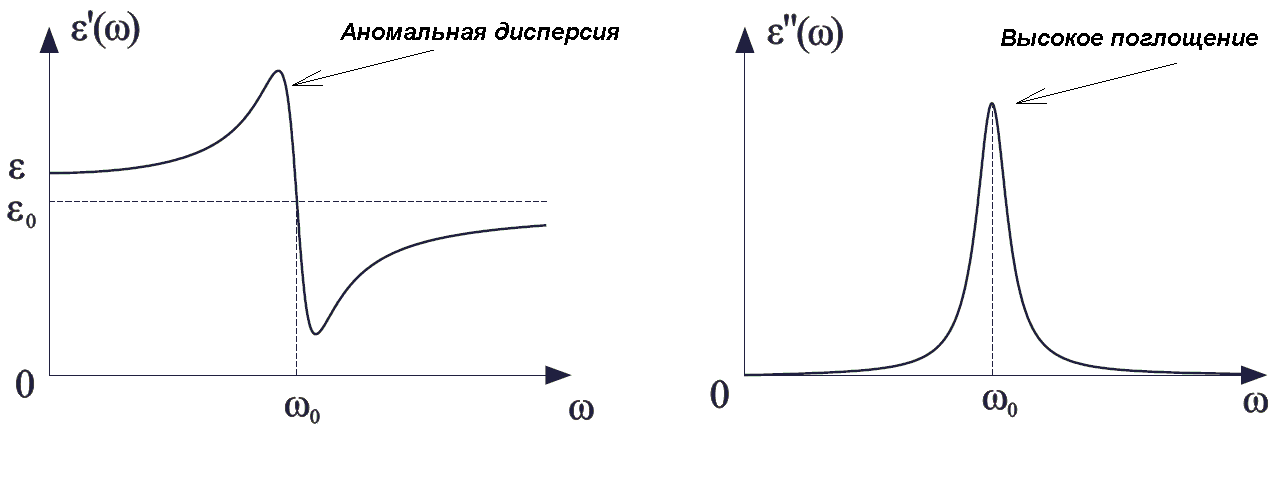 ε'(ω)
Аномальная дисперсия
ε
ε₀
0
ω₀
ω
ε"(ω)
Высокое поглощение
0
ω₀
ω